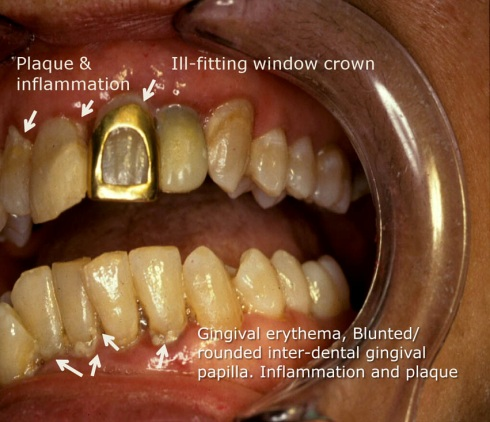 Plaque &
inflammation
Ill-fitting window crown
Gingival erythema, Blunted/
rounded inter-dental gingival
papilla. Inflammation and plaque